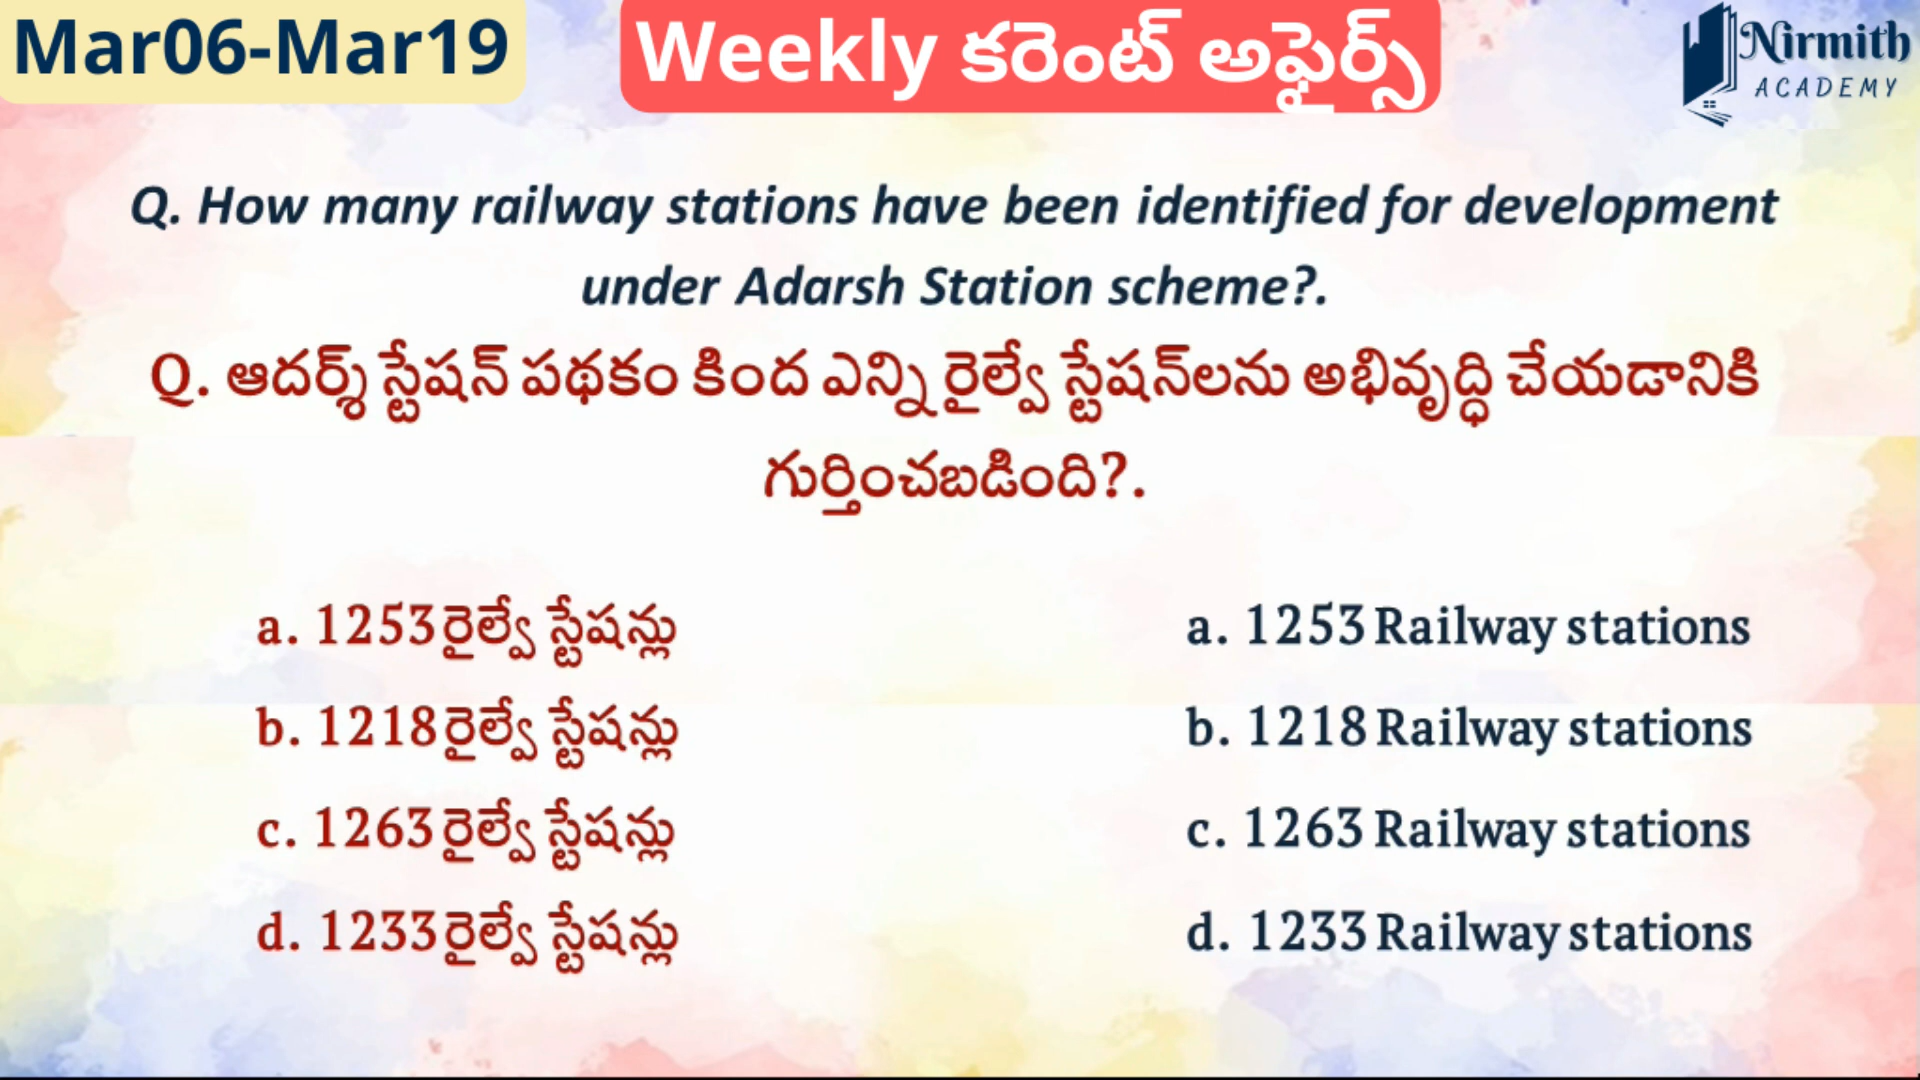 Mar06-Mar19
Weekly కరెంట్ అఫైర్స్
Nirmith
ACADEMY
Q. How many railway stations have been identified for development
under Adarsh Station scheme?.
Q. ఆదర్శ్ స్టేషన్ పథకం కింద ఎన్ని రైల్వే స్టేషన్‌లను అభివృద్ధి చేయడానికి
గుర్తించబడింది?.
a. 1253 రైల్వే స్టేషన్లు
b. 1218 రైల్వే స్టేషన్లు
c. 1263 రైల్వే స్టేషన్లు
d. 1233 రైల్వే స్టేషన్లు
a. 1253 Railway stations
b. 1218 Railway stations
c. 1263 Railway stations
d. 1233 Railway stations